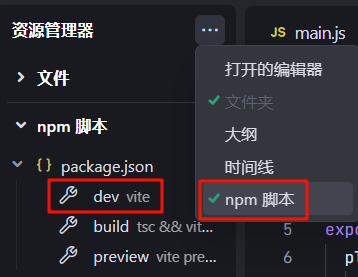 资源管理器 ···
JS main.js
文件
npm 脚本
{ } package.json
dev vite
build tsc && vit...
preview vite pre...
打开的编辑器
文件夹
大纲
时间线
npm 脚本
5 expo
6 pl